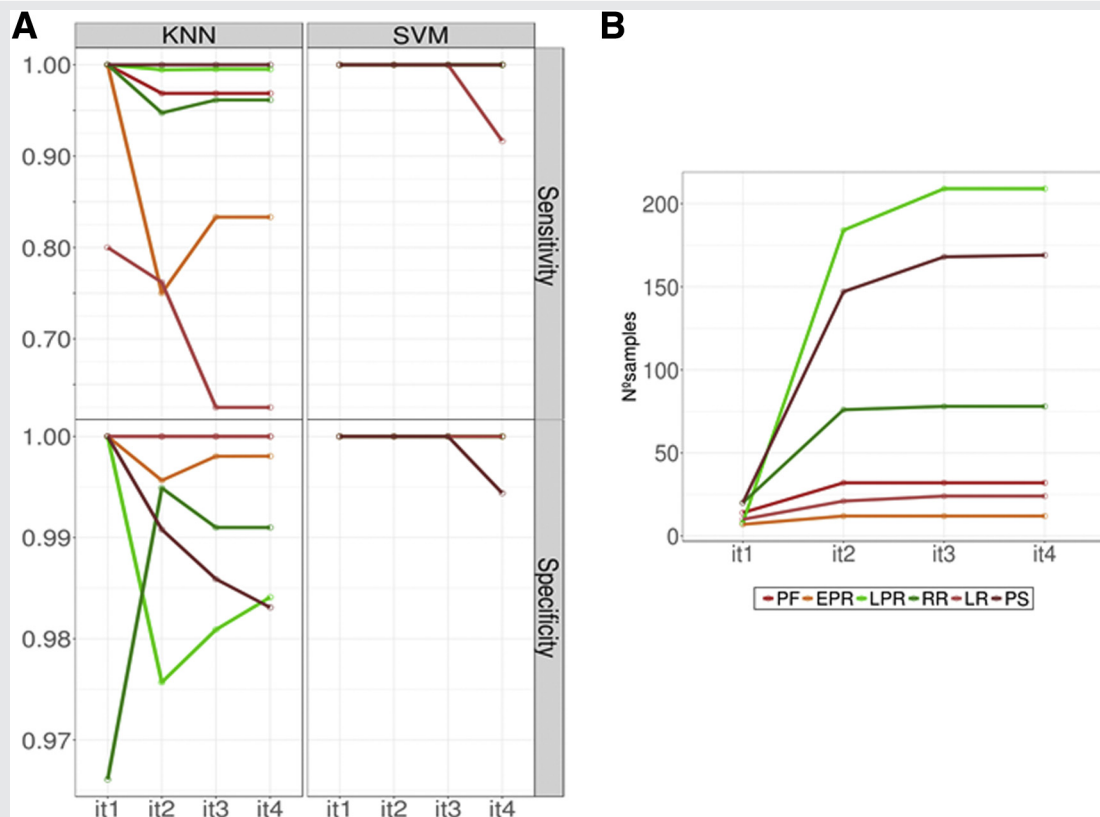 A
B
KNN SVM
1.00
0.90
0.80
0.70
Sensitivity
1.00
0.99
0.98
0.97
Specificity
it1 it2 it3 it4 it1 it2 it3 it4
200
150
100
50
0
Nºsamples
it1 it2 it3 it4
PF EPR LPR RR LR PS